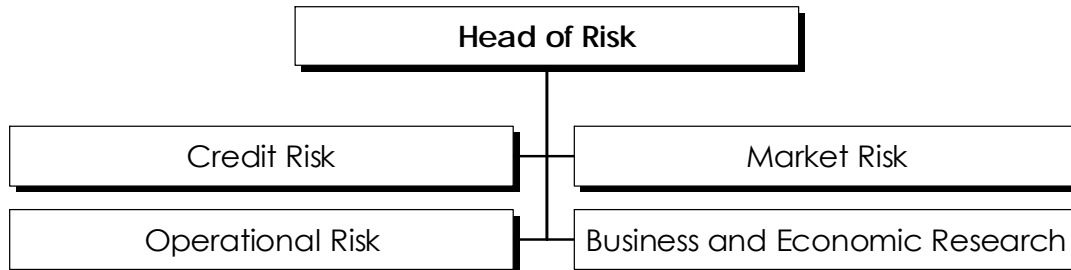 Head of Risk
Credit Risk
Market Risk
Operational Risk
Business and Economic Research